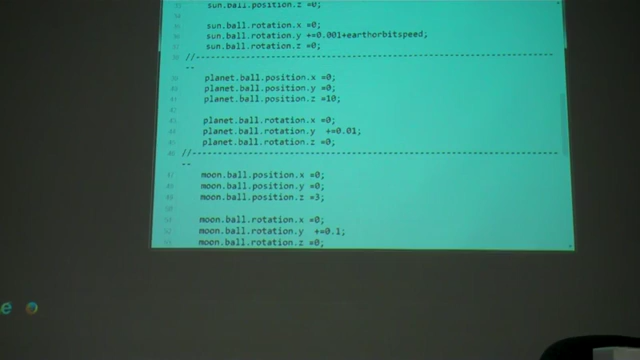 sun.ball.position.z =0;
sun.ball.rotation.x =0;
sun.ball.rotation.y +=0.001+earthorbitspeed;
sun.ball.rotation.z =0;
//----------------------------------------------------------------
--
planet.ball.position.x =0;
planet.ball.position.y =0;
planet.ball.position.z =10;
planet.ball.rotation.x =0;
planet.ball.rotation.y  +=0.01;
planet.ball.rotation.z =0;
//----------------------------------------------------------------
--
moon.ball.position.x =0;
moon.ball.position.y =0;
moon.ball.position.z =3;
moon.ball.rotation.x =0;
moon.ball.rotation.y  +=0.1;
moon.ball.rotation.z =0;
e